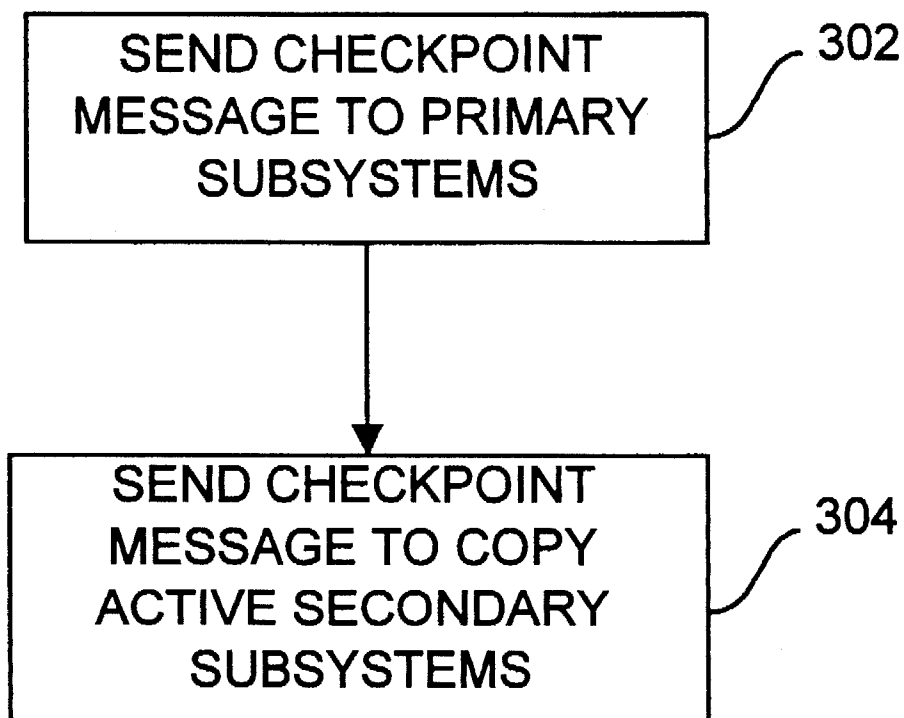 SEND CHECKPOINT
MESSAGE TO PRIMARY
SUBSYSTEMS
302
SEND CHECKPOINT
MESSAGE TO COPY
ACTIVE SECONDARY
SUBSYSTEMS
304